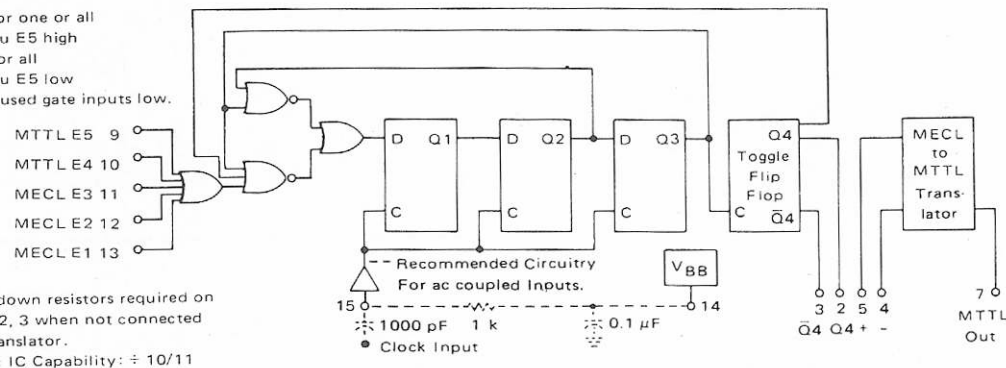 or one or all
u E5 high
or all
u E5 low
used gate inputs low.
MTTL E5 9
MTTL E4 10
MECL E3 11
MECL E2 12
MECL E1 13
D Q1
C
D Q2
C
D Q3
C
Q4
Toggle
Flip
Flop
C Q̅4
MECL
to
MTTL
Trans-
lator
Recommended Circuitry
For ac coupled Inputs.
VBB
15
14
1000 pF 1 k
0.1 μF
Clock Input
3 2 5 4
Q̅4 Q4 + -
7
MTTL
Out
down resistors required on
2, 3 when not connected
anslator.
: IC Capability: ÷ 10/11